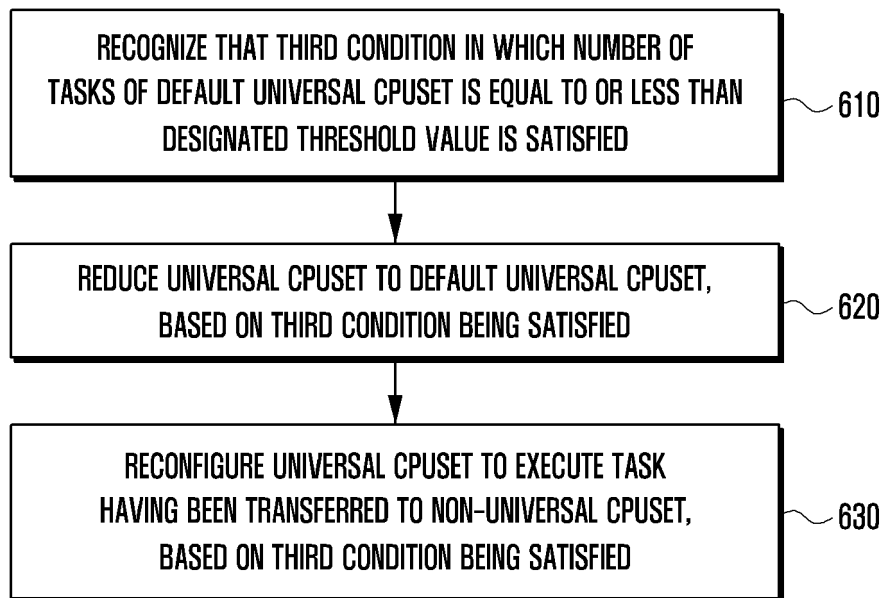 RECOGNIZE THAT THIRD CONDITION IN WHICH NUMBER OF
TASKS OF DEFAULT UNIVERSAL CPUSET IS EQUAL TO OR LESS THAN
DESIGNATED THRESHOLD VALUE IS SATISFIED
610
REDUCE UNIVERSAL CPUSET TO DEFAULT UNIVERSAL CPUSET,
BASED ON THIRD CONDITION BEING SATISFIED
620
RECONFIGURE UNIVERSAL CPUSET TO EXECUTE TASK
HAVING BEEN TRANSFERRED TO NON-UNIVERSAL CPUSET,
BASED ON THIRD CONDITION BEING SATISFIED
630